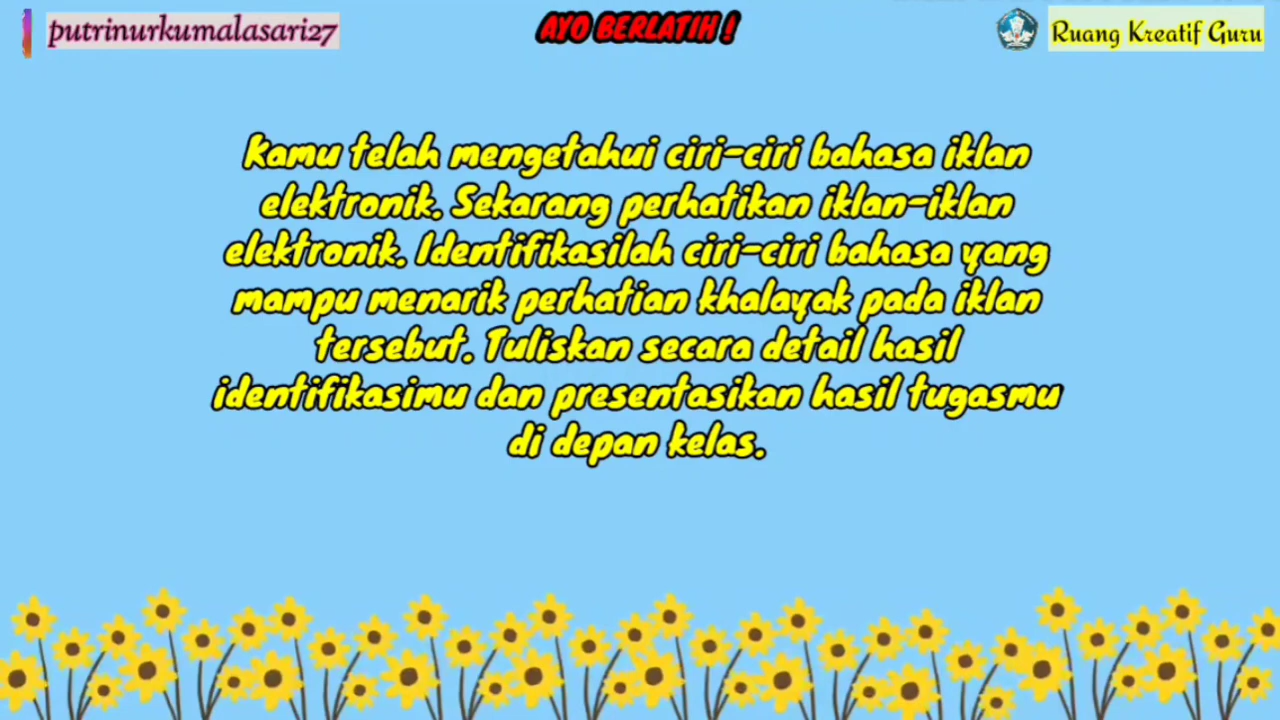 putrinurkumalasari27
AYO BERLATIH !
Ruang Kreatif Guru
Kamu telah mengetahui ciri-ciri bahasa iklan
elektronik. Sekarang perhatikan iklan-iklan
elektronik. Identifikasilah ciri-ciri bahasa yang
mampu menarik perhatian khalayak pada iklan
tersebut. Tuliskan secara detail hasil
identifikasimu dan presentasikan hasil tugasmu
di depan kelas.